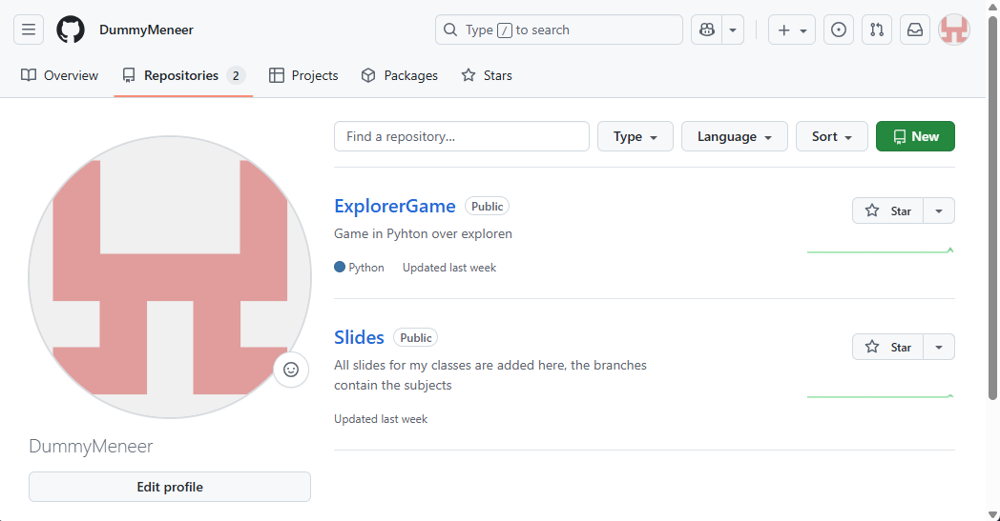 DummyMeneer
Type / to search
Overview
Repositories 2
Projects
Packages
Stars
Find a repository...
Type
Language
Sort
New
ExplorerGame Public
Star
Game in Pyhton over exploren
Python Updated last week
Slides Public
Star
All slides for my classes are added here, the branches
contain the subjects
Updated last week
DummyMeneer
Edit profile